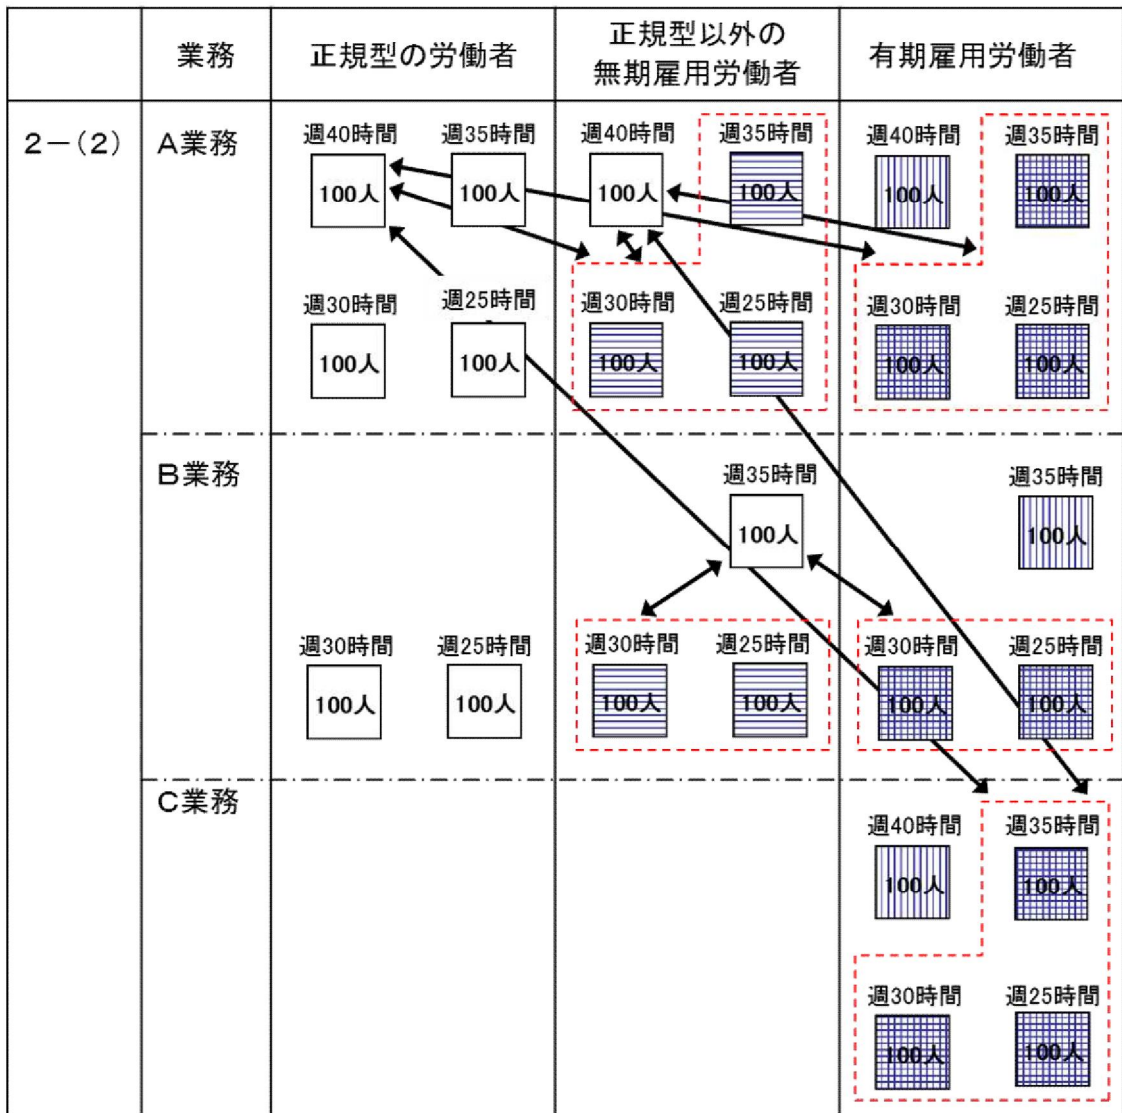 業務
正規型の労働者
正規型以外の
無期雇用労働者
有期雇用労働者
2-(2)
A業務
週40時間
週35時間
週40時間
週35時間
週40時間
週35時間
100人
100人
100人
100人
100人
100人
週30時間
週25時間
週30時間
週25時間
週30時間
週25時間
100人
100人
100人
100人
100人
100人
B業務
週35時間
週35時間
100人
100人
週30時間
週25時間
週30時間
週25時間
週30時間
週25時間
100人
100人
100人
100人
100人
100人
C業務
週40時間
週35時間
100人
100人
週30時間
週25時間
100人
100人